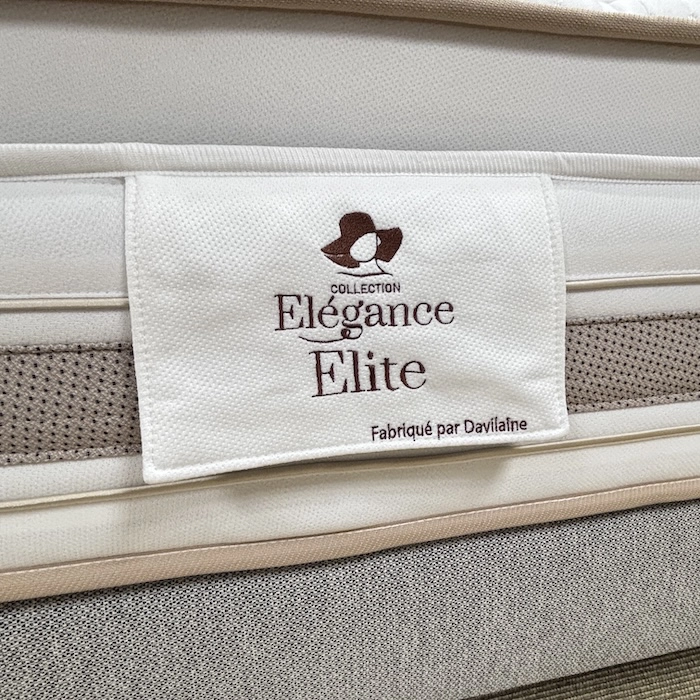 COLLECTION
Elégance
Elite
Fabriqué par Davilaine